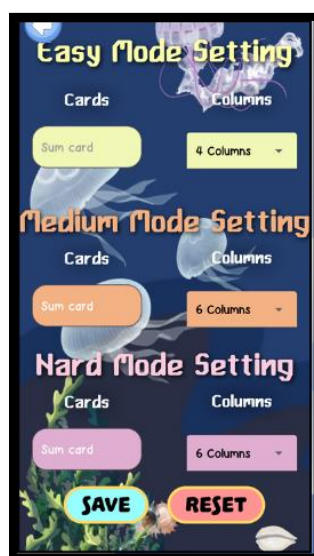 Easy Mode Setting
Cards Columns
Sum card 4 Columns
Medium Mode Setting
Cards Columns
Sum card 6 Columns
Hard Mode Setting
Cards Columns
Sum card 6 Columns
SAVE RESET